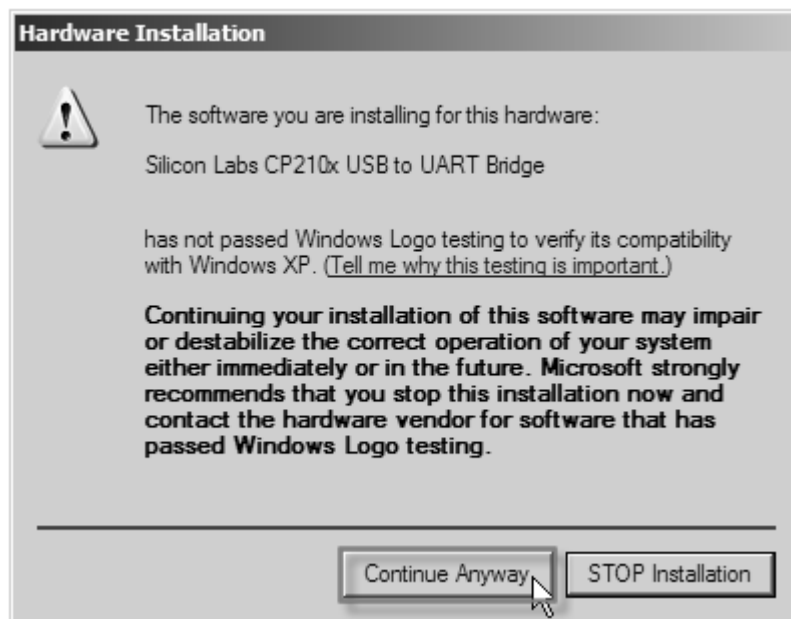 Hardware Installation
The software you are installing for this hardware:
Silicon Labs CP210x USB to UART Bridge
has not passed Windows Logo testing to verify its compatibility
with Windows XP. (Tell me why this testing is important.)
Continuing your installation of this software may impair
or destabilize the correct operation of your system
either immediately or in the future. Microsoft strongly
recommends that you stop this installation now and
contact the hardware vendor for software that has
passed Windows Logo testing.
Continue Anyway
STOP Installation